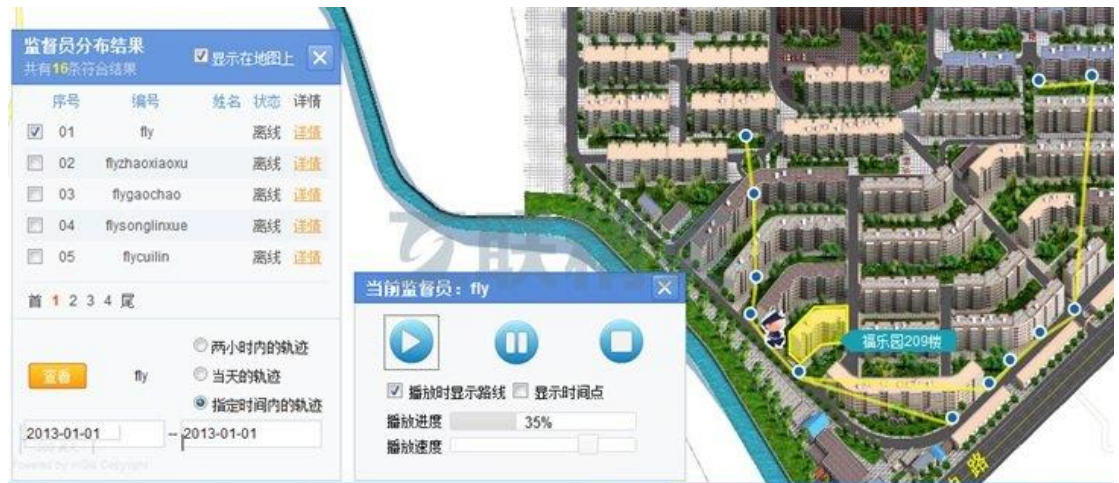 监督员分布结果
显示在地图上
共有16条符合结果
序号 编号 姓名 状态 详情
01 fly 离线 详值
02 flyzhaoxiaoxu 离线 详值
03 flygaochao 离线 详值
04 flysonglinxue 离线 详值
05 flycuilin 离线 详值
首 1 2 3 4 尾
两小时内的轨迹
查看 fly 当天的轨迹
指定时间内的轨迹
2013-01-01 -- 2013-01-01
当前监督员：fly
播放时显示路线 显示时间点
播放进度 35%
播放速度
福乐园209楼
路